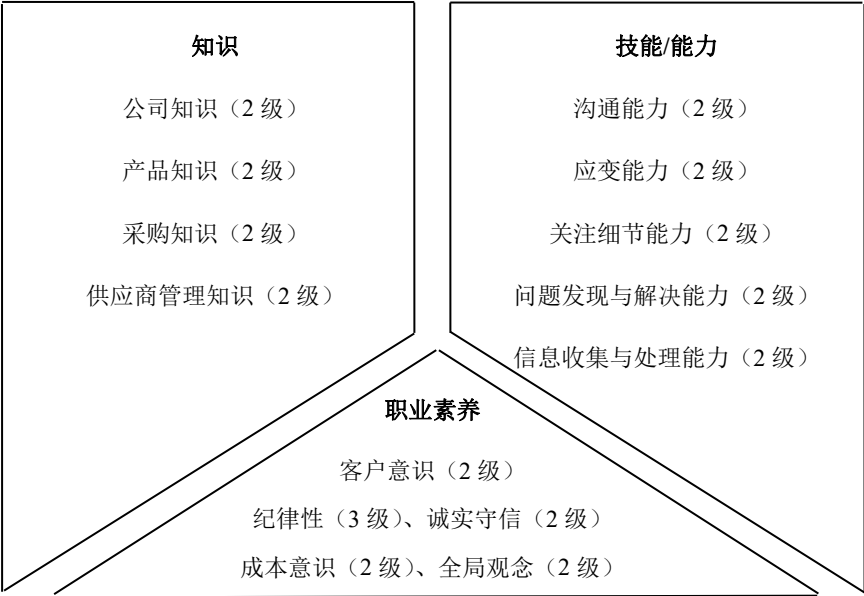 知识
公司知识（2 级）
产品知识（2 级）
采购知识（2 级）
供应商管理知识（2 级）
技能/能力
沟通能力（2 级）
应变能力（2 级）
关注细节能力（2 级）
问题发现与解决能力（2 级）
信息收集与处理能力（2 级）
职业素养
客户意识（2 级）
纪律性（3 级）、诚实守信（2 级）
成本意识（2 级）、全局观念（2 级）